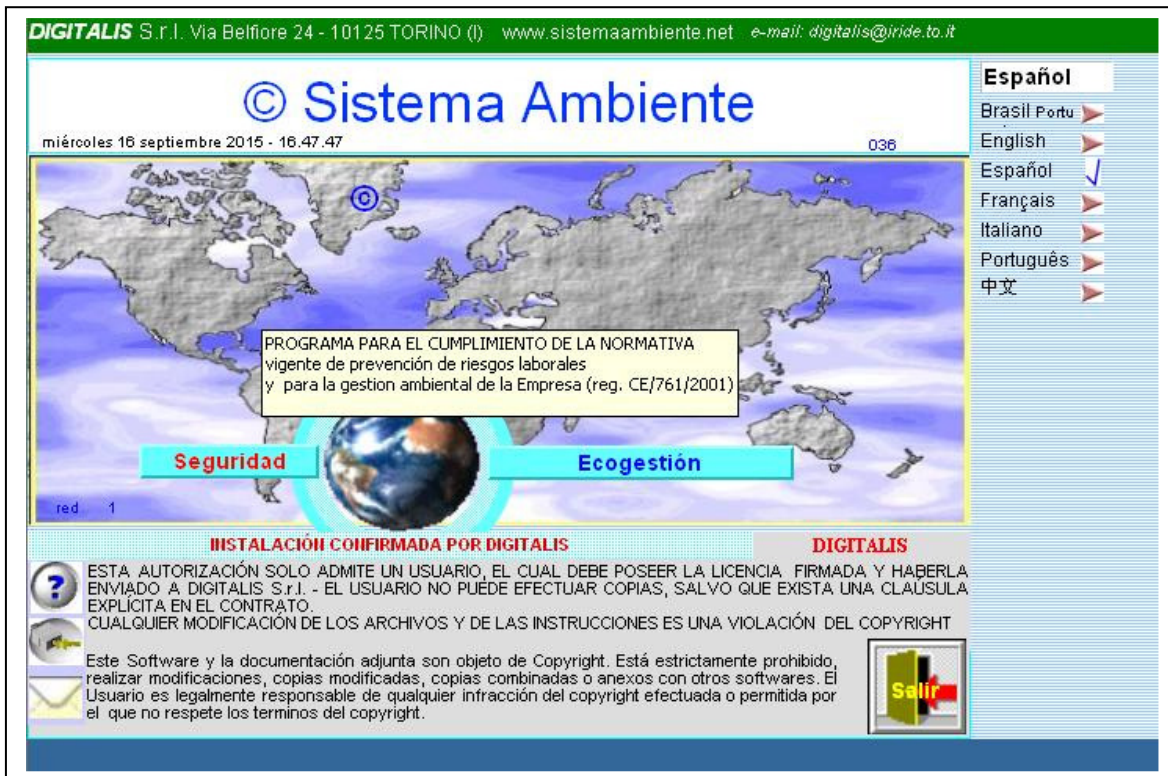 DIGITALIS S.r.l. Via Belfiore 24 - 10125 TORINO (I) www.sistemaambiente.net e-mail: digitalis@iride.to.it
© Sistema Ambiente
miércoles 16 septiembre 2015 - 16.47.47
036
Español
Brasil Portu
English
Español
Français
Italiano
Português
中文
©
PROGRAMA PARA EL CUMPLIMIENTO DE LA NORMATIVA
vigente de prevención de riesgos laborales
y para la gestion ambiental de la Empresa (reg. CE/761/2001)
Seguridad
Ecogestión
red. 1
INSTALACIÓN CONFIRMADA POR DIGITALIS
DIGITALIS
ESTA AUTORIZACIÓN SOLO ADMITE UN USUARIO, EL CUAL DEBE POSEER LA LICENCIA FIRMADA Y HABERLA
ENVIADO A DIGITALIS S.r.l. - EL USUARIO NO PUEDE EFECTUAR COPIAS, SALVO QUE EXISTA UNA CLAÚSULA
EXPLÍCITA EN EL CONTRATO.
CUALQUIER MODIFICACIÓN DE LOS ARCHIVOS Y DE LAS INSTRUCCIONES ES UNA VIOLACIÓN DEL COPYRIGHT
Este Software y la documentación adjunta son objeto de Copyright. Está estrictamente prohibido,
realizar modificaciones, copias modificadas, copias combinadas o anexos con otros softwares. El
Usuario es legalmente responsable de qualquier infracción del copyright efectuada o permitida por
el que no respete los terminos del copyright.
Salir